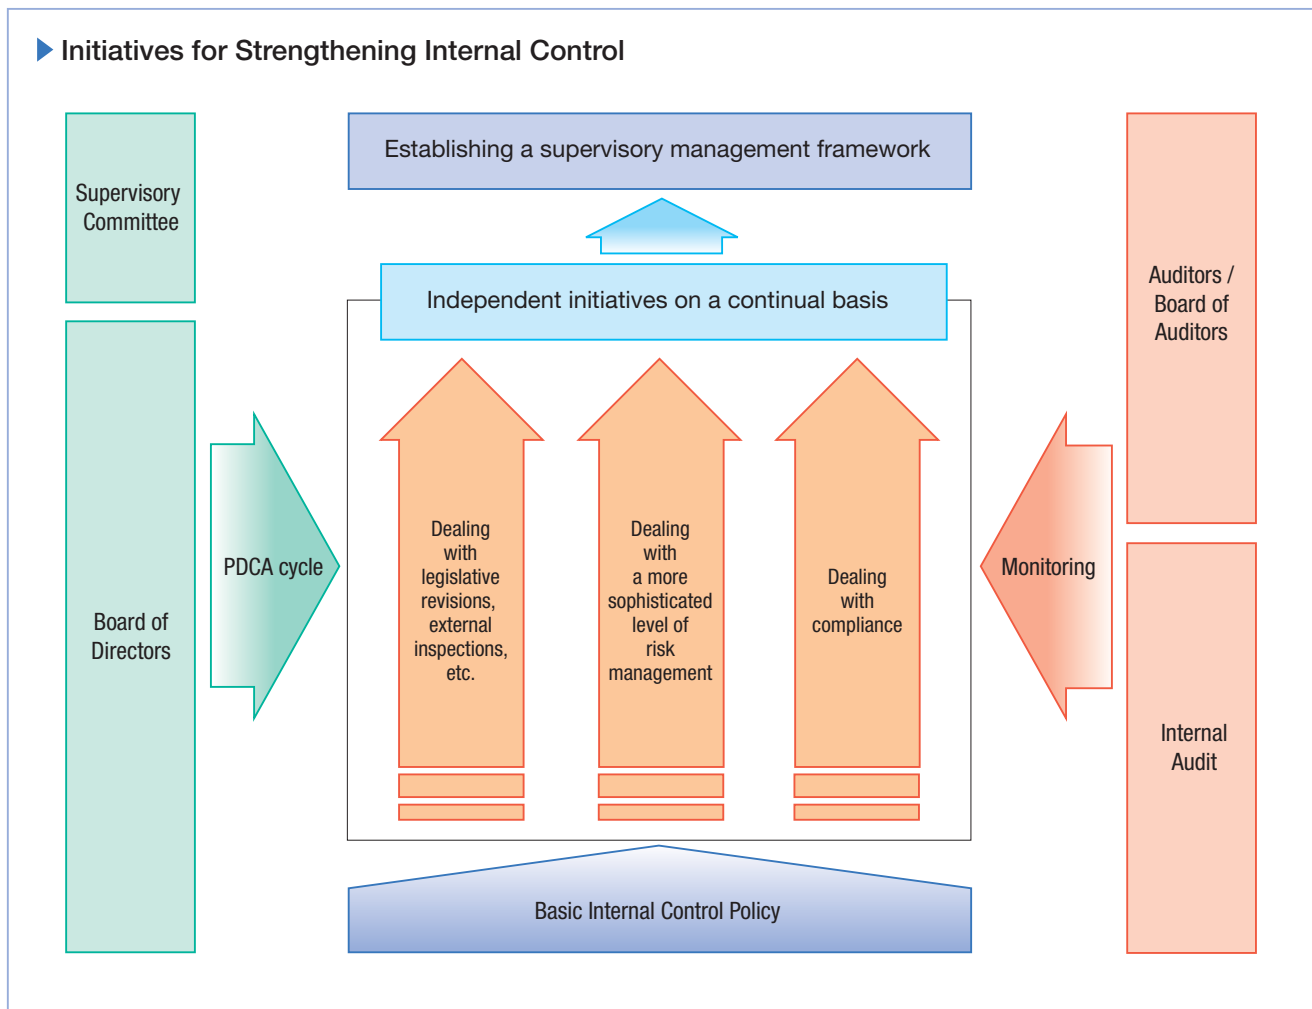 Initiatives for Strengthening Internal Control
Supervisory
Committee
Board of
Directors
PDCA cycle
Establishing a supervisory management framework
Independent initiatives on a continual basis
Dealing
with
legislative
revisions,
external
inspections,
etc.
Dealing
with
a more
sophisticated
level of
risk
management
Dealing
with
compliance
Basic Internal Control Policy
Monitoring
Auditors /
Board of
Auditors
Internal
Audit